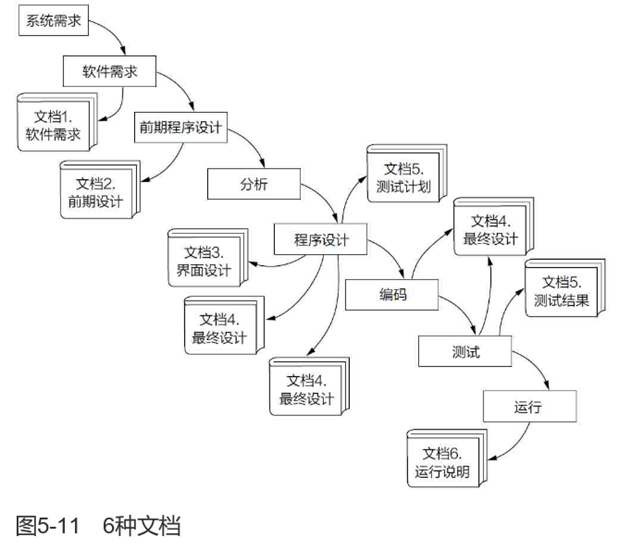 系统需求
软件需求
文档1.
软件需求
前期程序设计
文档2.
前期设计
分析
文档5.
测试计划
程序设计
文档4.
最终设计
文档3.
界面设计
编码
文档5.
测试结果
文档4.
最终设计
测试
文档4.
最终设计
运行
文档6.
运行说明
图5-11 6种文档